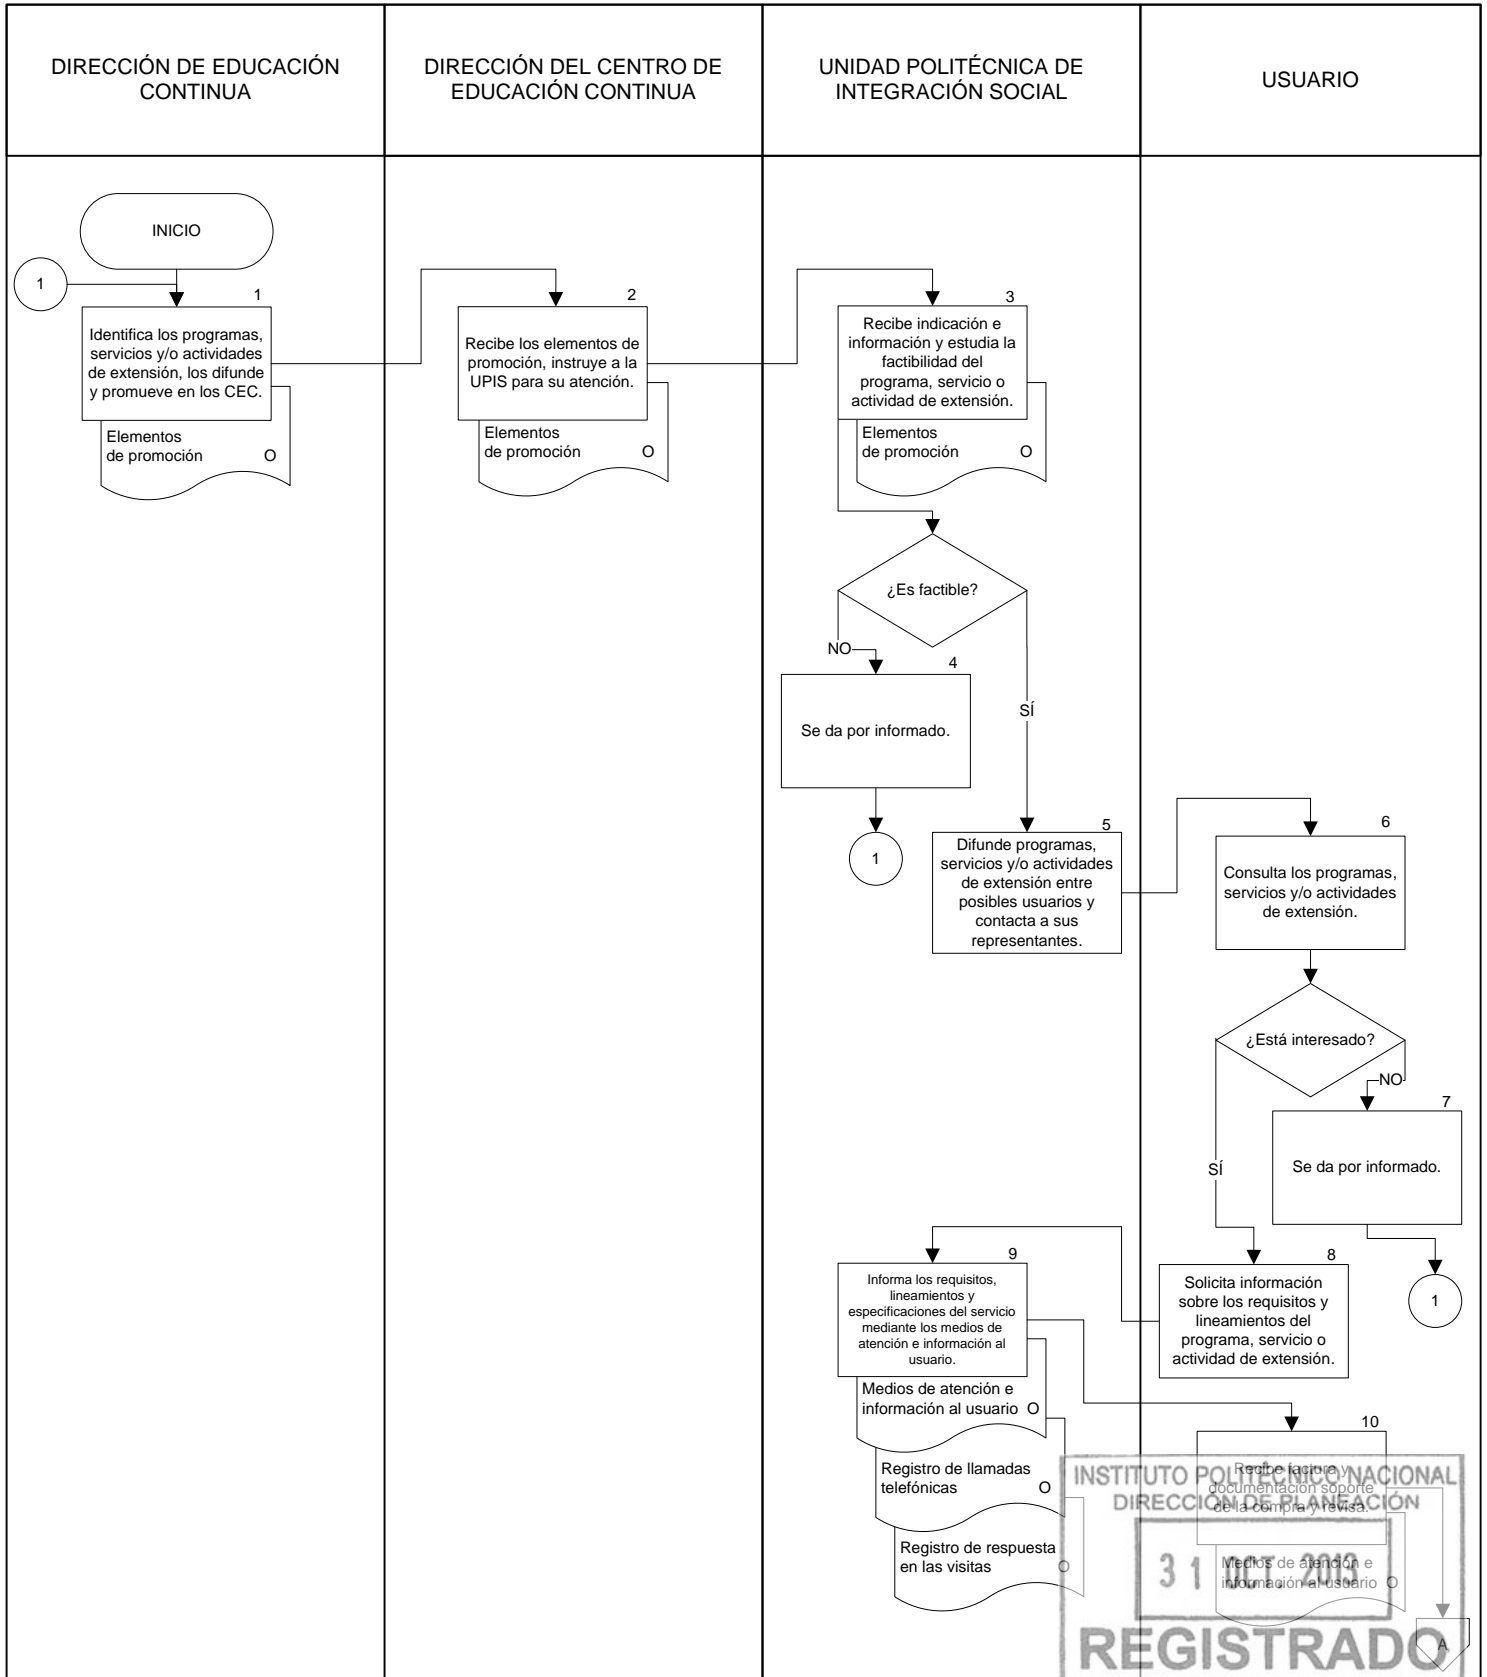 DIRECCIÓN DE EDUCACIÓN
CONTINUA
DIRECCIÓN DEL CENTRO DE
EDUCACIÓN CONTINUA
UNIDAD POLITÉCNICA DE
INTEGRACIÓN SOCIAL
USUARIO
INICIO
1
1
Identifica los programas,
servicios y/o actividades
de extensión, los difunde
y promueve en los CEC.
Elementos
de promoción O
2
Recibe los elementos de
promoción, instruye a la
UPIS para su atención.
Elementos
de promoción O
3
Recibe indicación e
información y estudia la
factibilidad del
programa, servicio o
actividad de extensión.
Elementos
de promoción O
¿Es factible?
NO
SÍ
4
Se da por informado.
1
5
Difunde programas,
servicios y/o actividades
de extensión entre
posibles usuarios y
contacta a sus
representantes.
6
Consulta los programas,
servicios y/o actividades
de extensión.
¿Está interesado?
NO
SÍ
7
Se da por informado.
1
8
Solicita información
sobre los requisitos y
lineamientos del
programa, servicio o
actividad de extensión.
9
Informa los requisitos,
lineamientos y
especificaciones del servicio
mediante los medios de
atención e información al
usuario.
Medios de atención e
información al usuario O
Registro de llamadas
telefónicas O
Registro de respuesta
en las visitas O
10
Recibe factura y
documentación soporte
de la compra y revisa.
Medios de atención e
información al usuario O
A
INSTITUTO POLITÉCNICO NACIONAL
DIRECCIÓN DE PLANEACIÓN
31 OCT. 2013
REGISTRADO